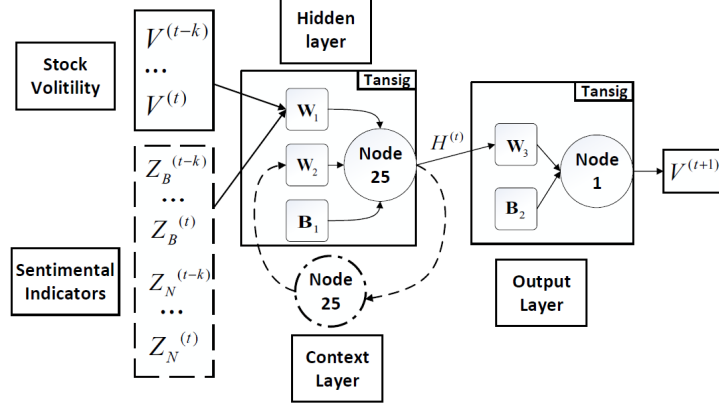 Stock
Volitility
V^(t−k)
...
V^(t)
Sentimental
Indicators
Z_B^(t−k)
...
Z_B^(t)
Z_N^(t−k)
...
Z_N^(t)
Hidden
layer
Tansig
W_1
W_2
B_1
Node
25
H^(t)
Node
25
Context
Layer
Tansig
W_3
B_2
Node
1
Output
Layer
V^(t+1)